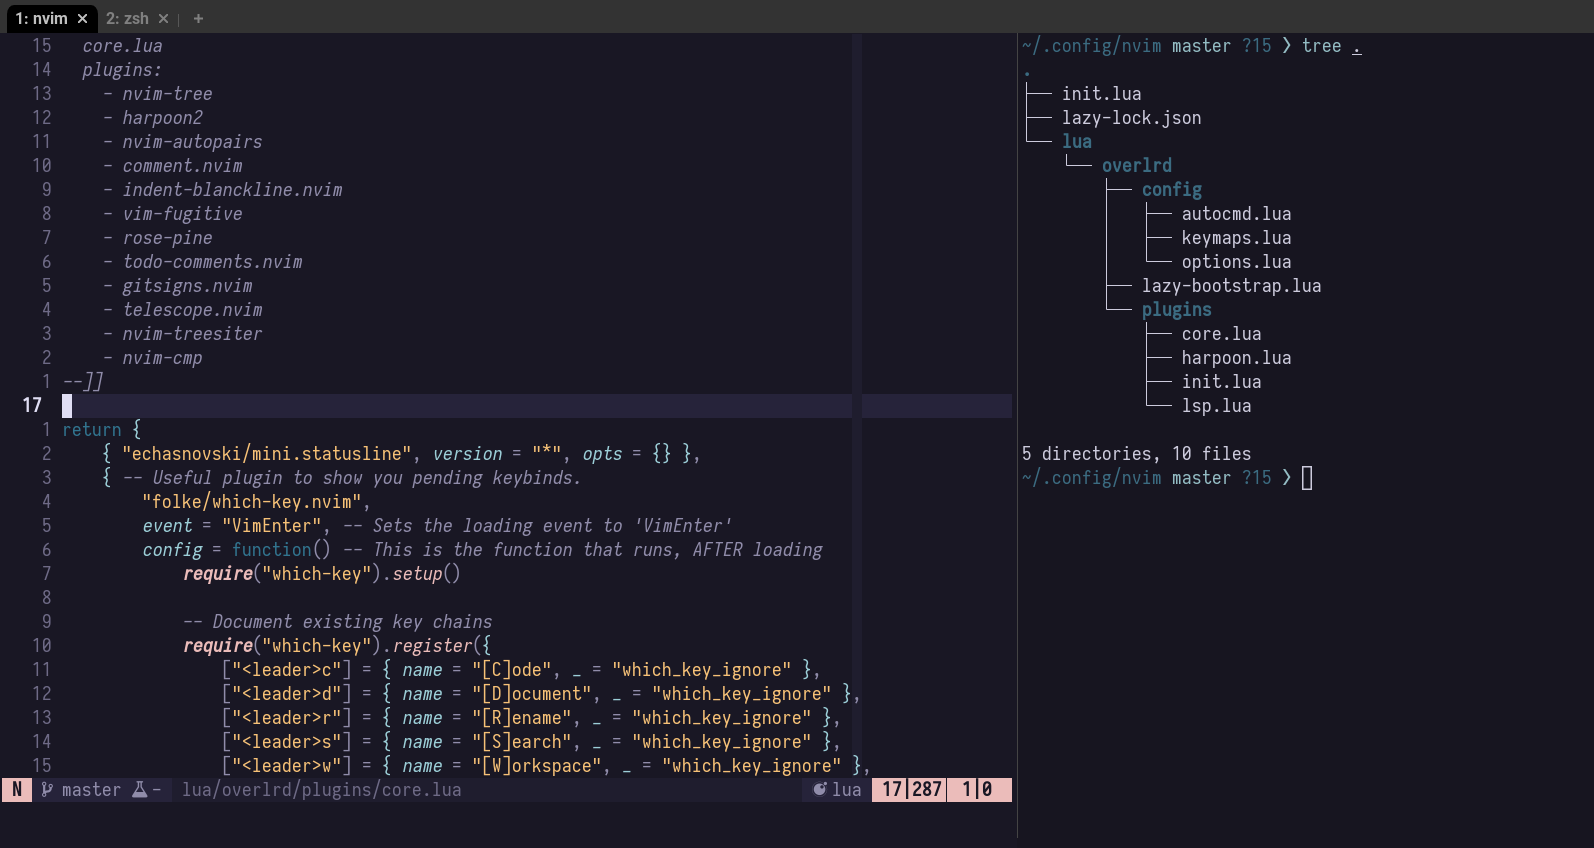 1: nvim × 2: zsh × | +
15 core.lua
14 plugins:
13 - nvim-tree
12 - harpoon2
11 - nvim-autopairs
10 - comment.nvim
9 - indent-blanckline.nvim
8 - vim-fugitive
7 - rose-pine
6 - todo-comments.nvim
5 - gitsigns.nvim
4 - telescope.nvim
3 - nvim-treesiter
2 - nvim-cmp
1 --]]
17
1 return {
2 { "echasnovski/mini.statusline", version = "*", opts = {} },
3 { -- Useful plugin to show you pending keybinds.
4 "folke/which-key.nvim",
5 event = "VimEnter", -- Sets the loading event to 'VimEnter'
6 config = function() -- This is the function that runs, AFTER loading
7 require("which-key").setup()
8
9 -- Document existing key chains
10 require("which-key").register({
11 ["<leader>c"] = { name = "[C]ode", _ = "which_key_ignore" },
12 ["<leader>d"] = { name = "[D]ocument", _ = "which_key_ignore" },
13 ["<leader>r"] = { name = "[R]ename", _ = "which_key_ignore" },
14 ["<leader>s"] = { name = "[S]earch", _ = "which_key_ignore" },
15 ["<leader>w"] = { name = "[W]orkspace", _ = "which_key_ignore" },
N master - lua/overlrd/plugins/core.lua lua 17|287 1|0
~/.config/nvim master ?15 ❯ tree .
.
├── init.lua
├── lazy-lock.json
└── lua
└── overlrd
├── config
│ ├── autocmd.lua
│ ├── keymaps.lua
│ └── options.lua
├── lazy-bootstrap.lua
└── plugins
├── core.lua
├── harpoon.lua
├── init.lua
└── lsp.lua
5 directories, 10 files
~/.config/nvim master ?15 ❯